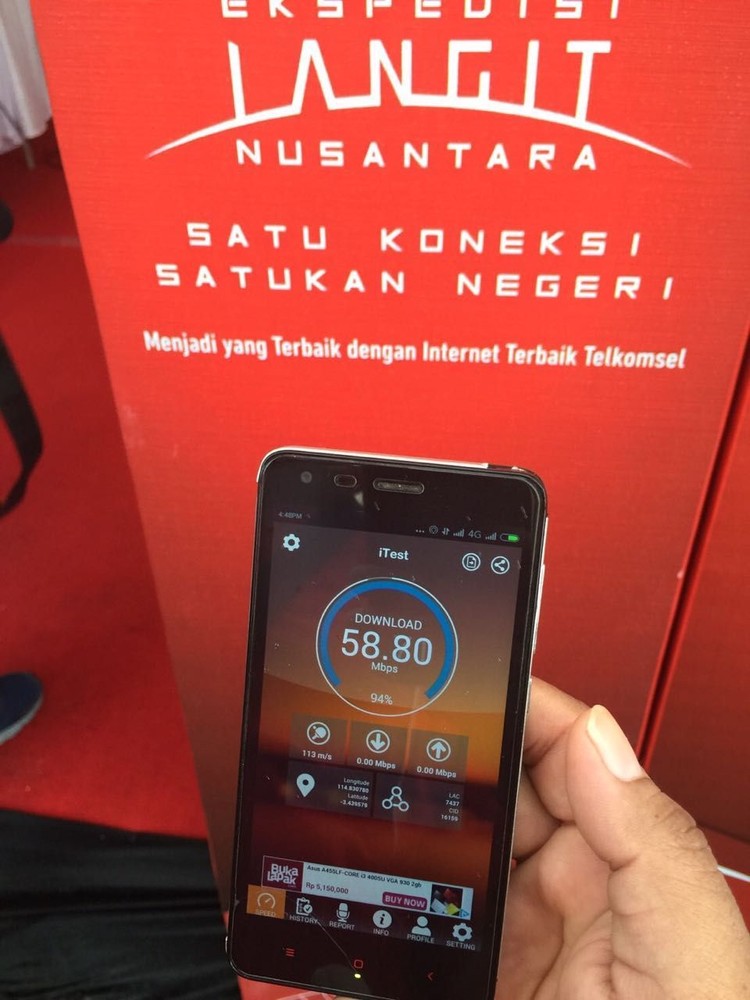 EKSPEDISI
LANGIT
NUSANTARA
SATU KONEKSI
SATUKAN NEGERI
Menjadi yang Terbaik dengan Internet Terbaik Telkomsel
4:48PM
4G
iTest
DOWNLOAD
58.80
Mbps
94%
113 m/s
0.00 Mbps
0.00 Mbps
Longitude
114.830780
Latitude
-3.439579
LAC
7437
CID
16199
Buka
Lapak
Asus A455LF-CORE i3 4005U VGA 930 2gb
Rp 5,150,000
BUY NOW
SPEED
HISTORY
REPORT
INFO
PROFILE
SETTING